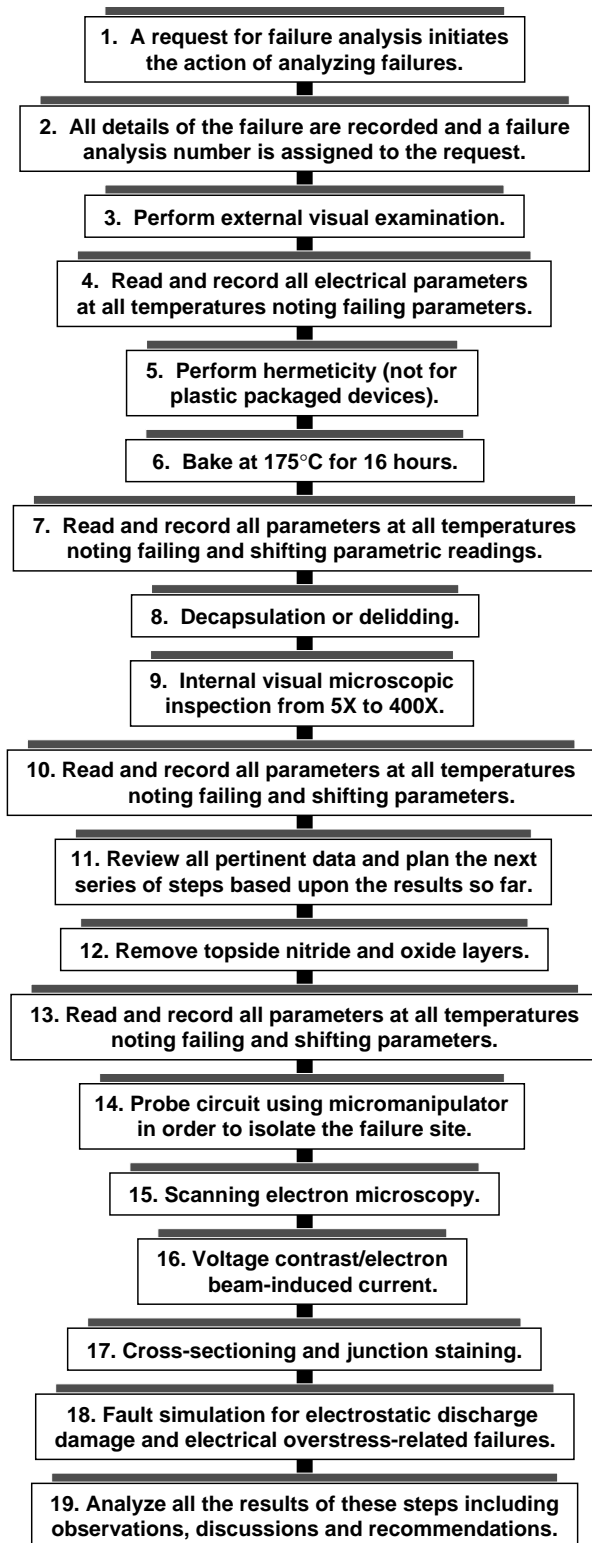 1. A request for failure analysis initiates
the action of analyzing failures.
2. All details of the failure are recorded and a failure
analysis number is assigned to the request.
3. Perform external visual examination.
4. Read and record all electrical parameters
at all temperatures noting failing parameters.
5. Perform hermeticity (not for
plastic packaged devices).
6. Bake at 175°C for 16 hours.
7. Read and record all parameters at all temperatures
noting failing and shifting parametric readings.
8. Decapsulation or delidding.
9. Internal visual microscopic
inspection from 5X to 400X.
10. Read and record all parameters at all temperatures
noting failing and shifting parameters.
11. Review all pertinent data and plan the next
series of steps based upon the results so far.
12. Remove topside nitride and oxide layers.
13. Read and record all parameters at all temperatures
noting failing and shifting parameters.
14. Probe circuit using micromanipulator
in order to isolate the failure site.
15. Scanning electron microscopy.
16. Voltage contrast/electron
beam-induced current.
17. Cross-sectioning and junction staining.
18. Fault simulation for electrostatic discharge
damage and electrical overstress-related failures.
19. Analyze all the results of these steps including
observations, discussions and recommendations.